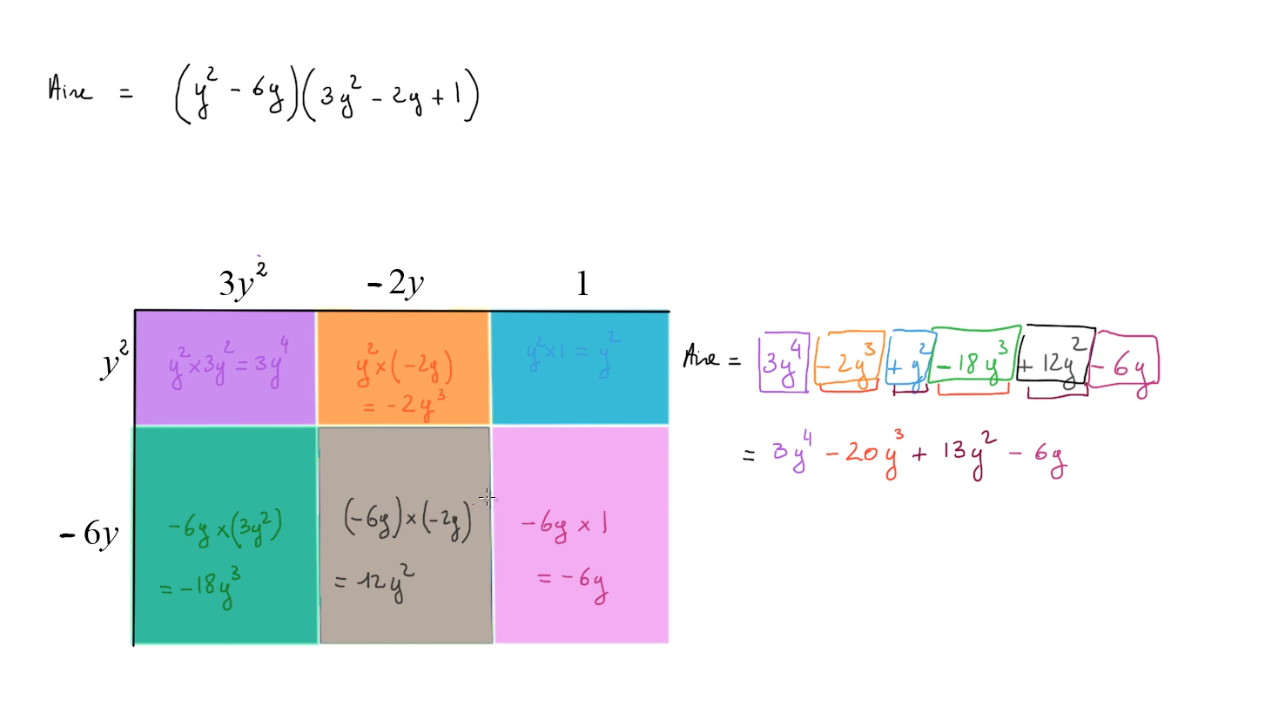 Aire = (y² - 6y)(3y² - 2y + 1)
3y² -2y 1
y² y²×3y² = 3y⁴ y²×(-2y) = -2y³ y²×1 = y²
-6y -6y×(3y²) = -18y³ (-6y)×(-2y) = 12y² -6y × 1 = -6y
Aire = 3y⁴ - 2y³ + y² - 18y³ + 12y² - 6y
= 3y⁴ - 20y³ + 13y² - 6y